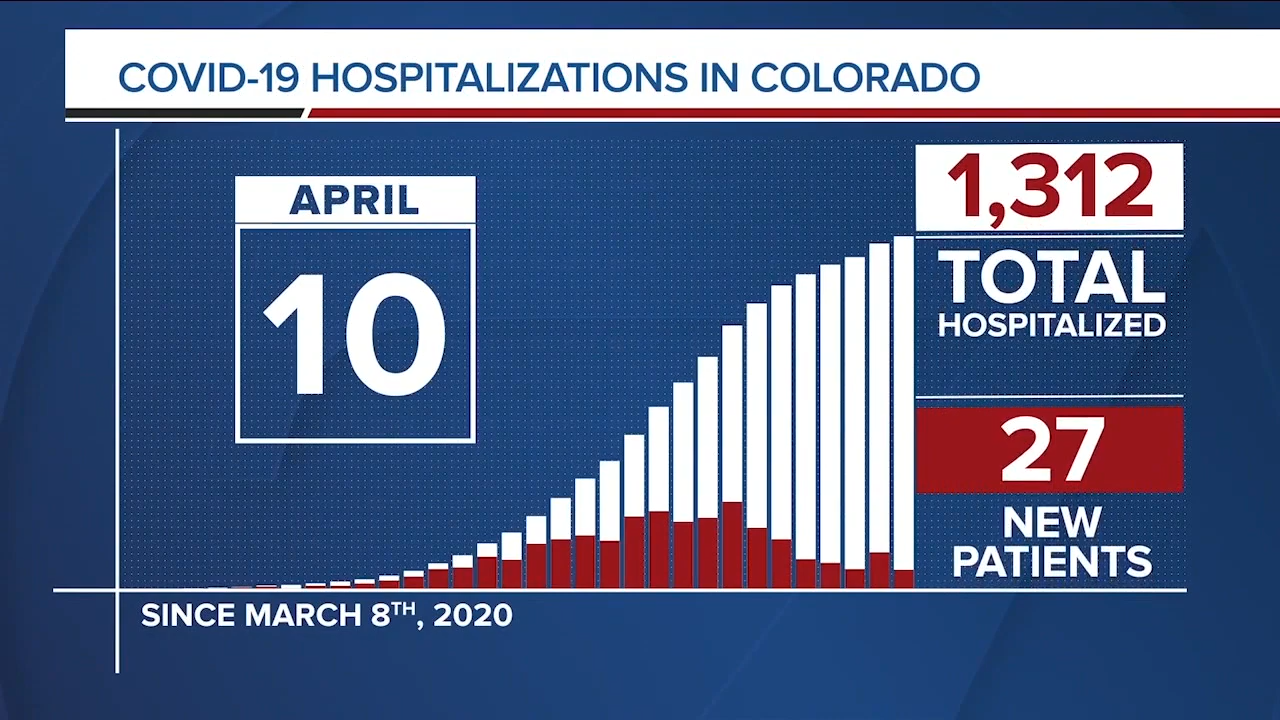 COVID-19 HOSPITALIZATIONS IN COLORADO
APRIL
10
1,312
TOTAL
HOSPITALIZED
27
NEW
PATIENTS
SINCE MARCH 8TH, 2020